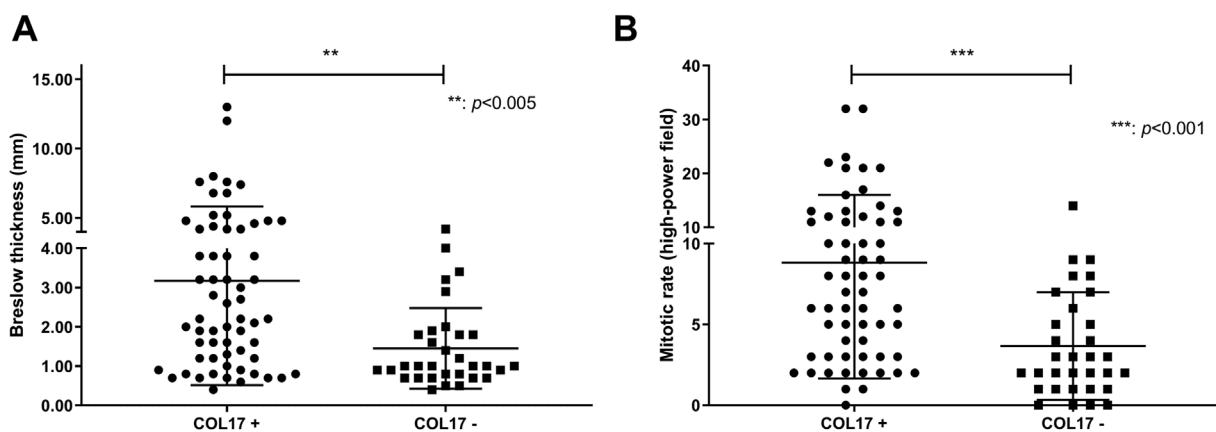 A
**
**: p<0.005
Breslow thickness (mm)
15.00
10.00
5.00
4.00
3.00
2.00
1.00
0.00
COL17 +
COL17 -
B
***
***: p<0.001
Mitotic rate (high-power field)
40
30
20
10
10
5
0
COL17 +
COL17 -